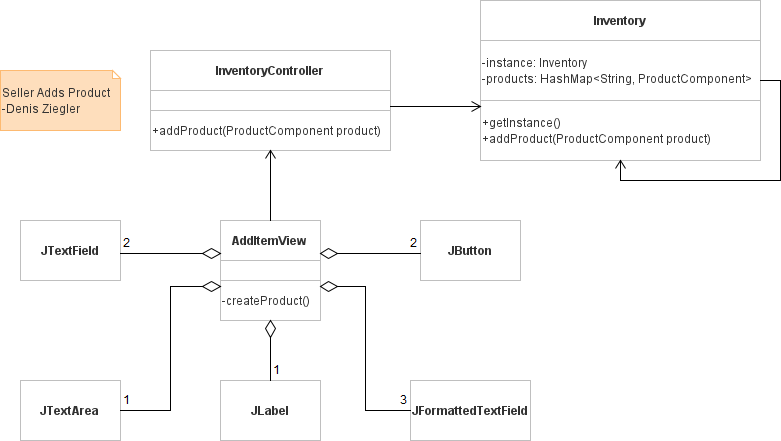 Inventory
-instance: Inventory
-products: HashMap<String, ProductComponent>
+getInstance()
+addProduct(ProductComponent product)
InventoryController
+addProduct(ProductComponent product)
Seller Adds Product
-Denis Ziegler
JTextField
2
AddItemView
-createProduct()
2
JButton
JTextArea
1
1
JLabel
3
JFormattedTextField